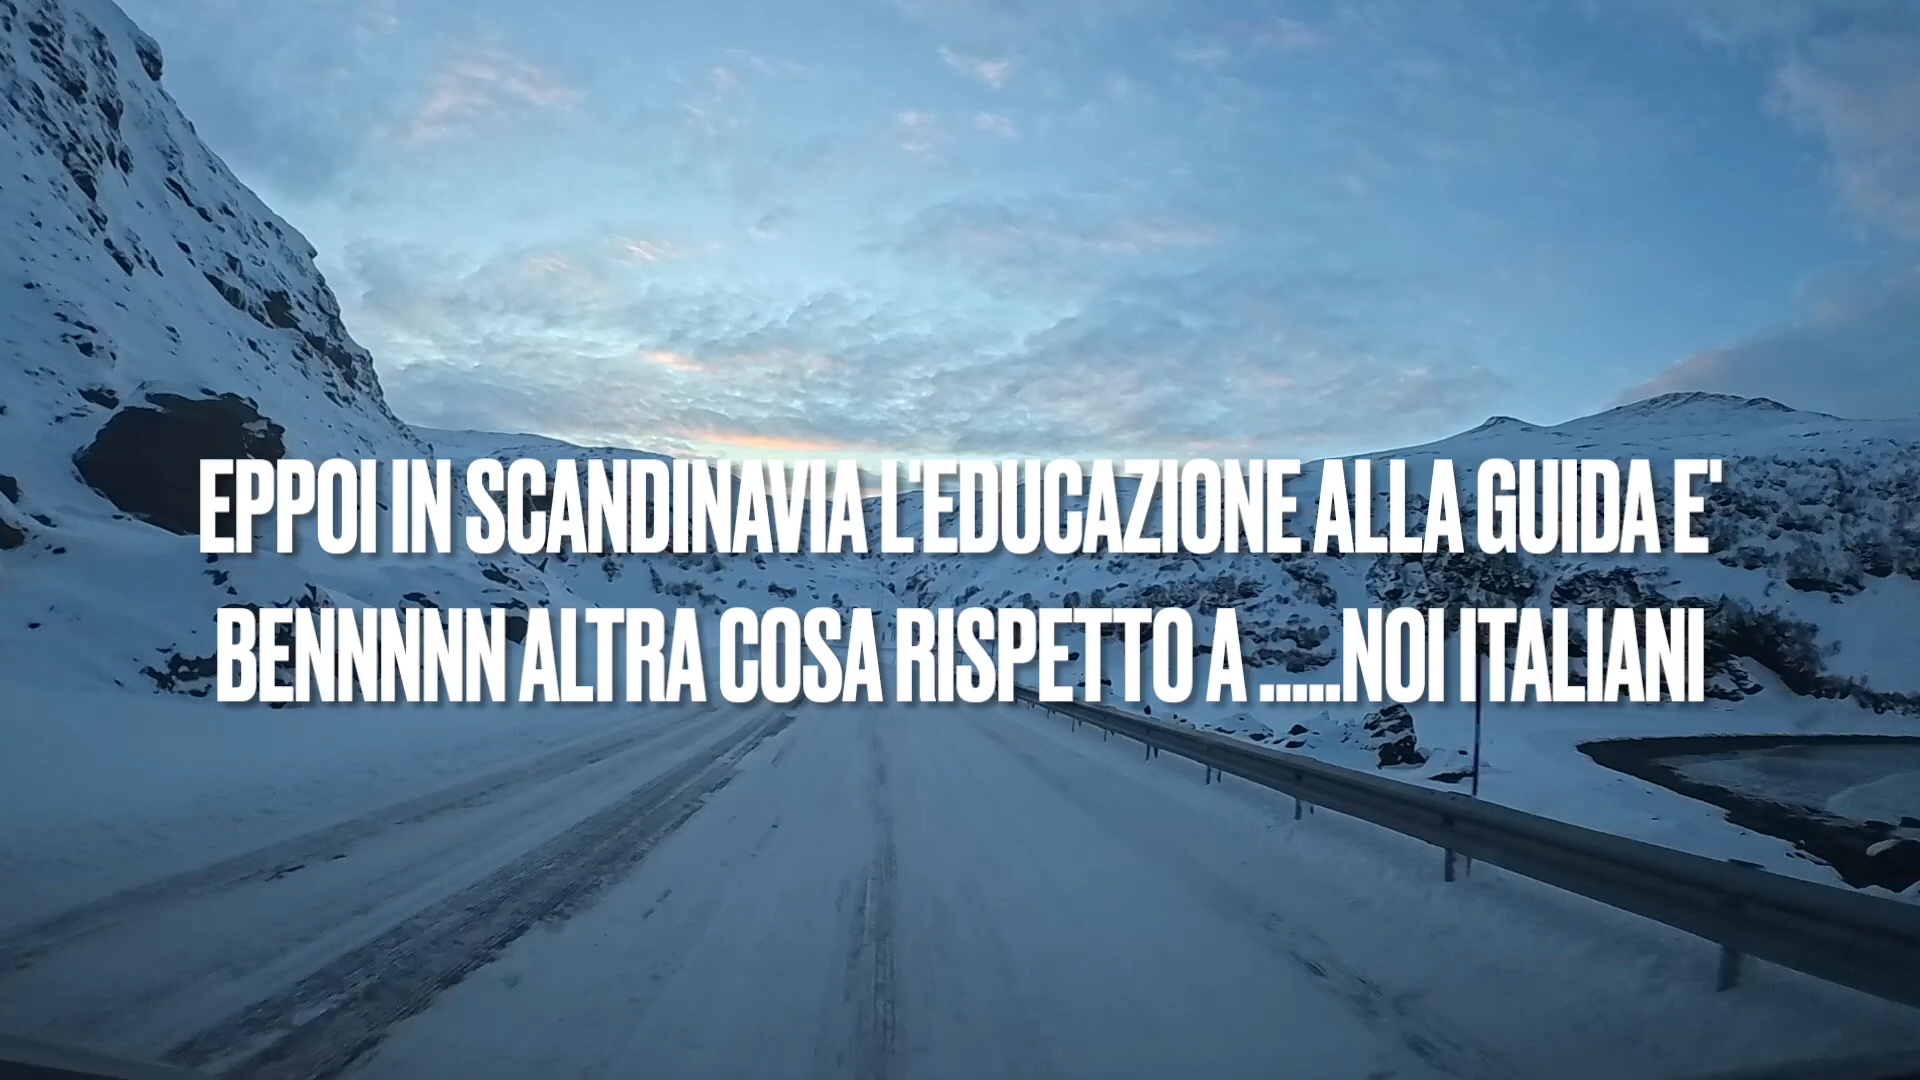 EPPOI IN SCANDINAVIA L'EDUCAZIONE ALLA GUIDA E'
BENNNNN ALTRA COSA RISPETTO A .....NOI ITALIANI